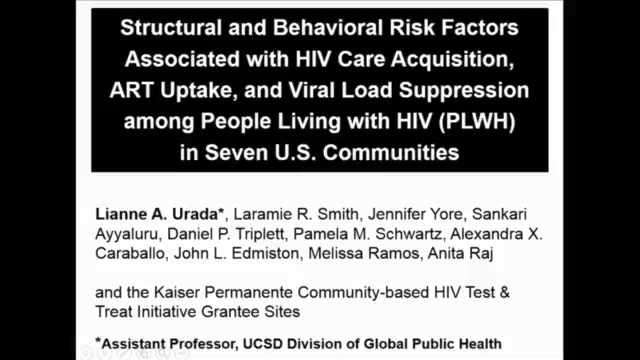 Structural and Behavioral Risk Factors
Associated with HIV Care Acquisition,
ART Uptake, and Viral Load Suppression
among People Living with HIV (PLWH)
in Seven U.S. Communities
Lianne A. Urada*, Laramie R. Smith, Jennifer Yore, Sankari
Ayyaluru, Daniel P. Triplett, Pamela M. Schwartz, Alexandra X.
Caraballo, John L. Edmiston, Melissa Ramos, Anita Raj
and the Kaiser Permanente Community-based HIV Test &
Treat Initiative Grantee Sites
*Assistant Professor, UCSD Division of Global Public Health